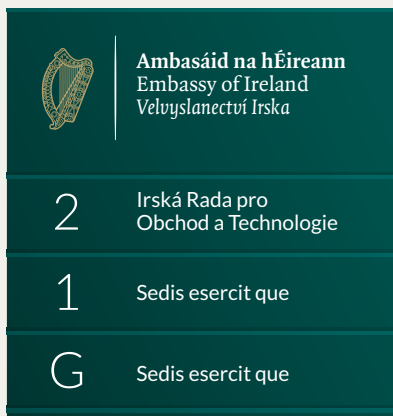 Ambasáid na hÉireann
Embassy of Ireland
Velvyslanectví Irska
2
Irská Rada pro
Obchod a Technologie
1
Sedis esercit que
G
Sedis esercit que